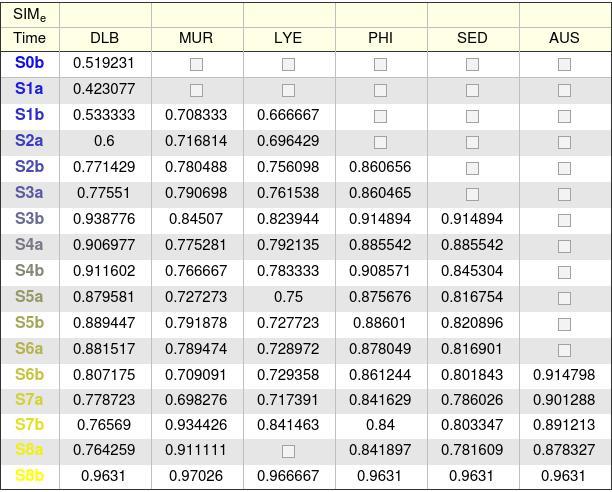 SIMe
Time DLB MUR LYE PHI SED AUS
S0b 0.519231 ☐ ☐ ☐ ☐ ☐
S1a 0.423077 ☐ ☐ ☐ ☐ ☐
S1b 0.533333 0.708333 0.666667 ☐ ☐ ☐
S2a 0.6 0.716814 0.696429 ☐ ☐ ☐
S2b 0.771429 0.780488 0.756098 0.860656 ☐ ☐
S3a 0.77551 0.790698 0.761538 0.860465 ☐ ☐
S3b 0.938776 0.84507 0.823944 0.914894 0.914894 ☐
S4a 0.906977 0.775281 0.792135 0.885542 0.885542 ☐
S4b 0.911602 0.766667 0.783333 0.908571 0.845304 ☐
S5a 0.879581 0.727273 0.75 0.875676 0.816754 ☐
S5b 0.889447 0.791878 0.727723 0.88601 0.820896 ☐
S6a 0.881517 0.789474 0.728972 0.878049 0.816901 ☐
S6b 0.807175 0.709091 0.729358 0.861244 0.801843 0.914798
S7a 0.778723 0.698276 0.717391 0.841629 0.786026 0.901288
S7b 0.76569 0.934426 0.841463 0.84 0.803347 0.891213
S8a 0.764259 0.911111 ☐ 0.841897 0.781609 0.878327
S8b 0.9631 0.97026 0.966667 0.9631 0.9631 0.9631